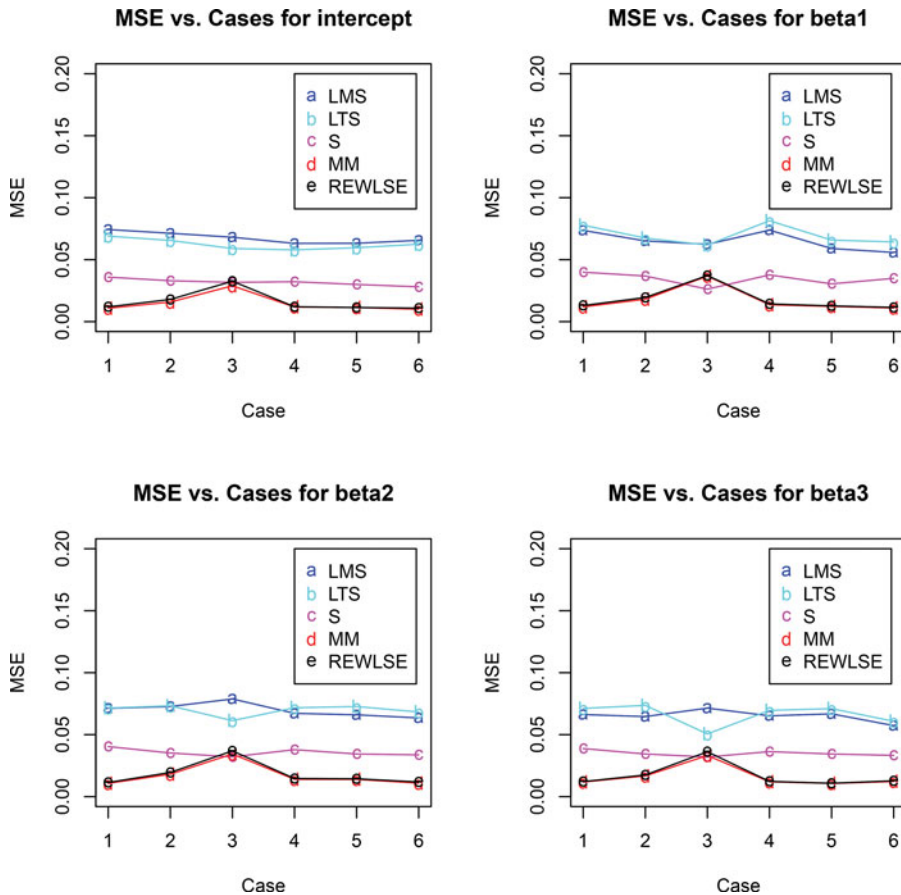 MSE vs. Cases for intercept
MSE
0.00 0.05 0.10 0.15 0.20
a LMS
b LTS
c S
d MM
e REWLSE
1 2 3 4 5 6
Case
MSE vs. Cases for beta1
MSE
0.00 0.05 0.10 0.15 0.20
a LMS
b LTS
c S
d MM
e REWLSE
1 2 3 4 5 6
Case
MSE vs. Cases for beta2
MSE
0.00 0.05 0.10 0.15 0.20
a LMS
b LTS
c S
d MM
e REWLSE
1 2 3 4 5 6
Case
MSE vs. Cases for beta3
MSE
0.00 0.05 0.10 0.15 0.20
a LMS
b LTS
c S
d MM
e REWLSE
1 2 3 4 5 6
Case